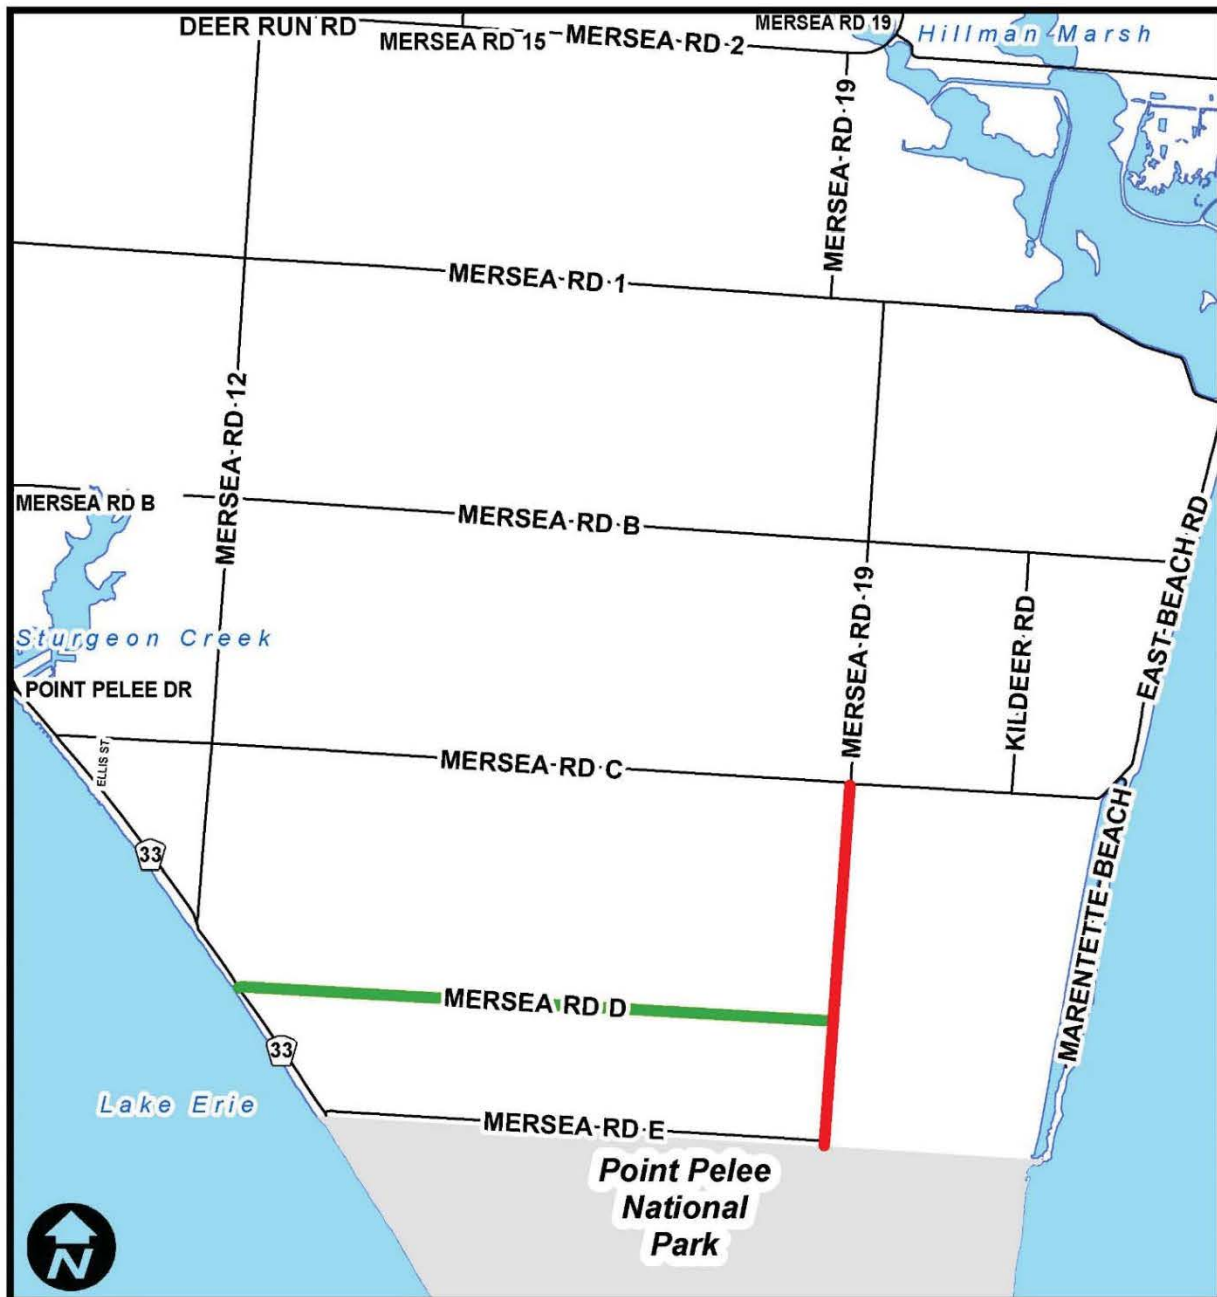 DEER RUN RD
MERSEA RD 15
MERSEA RD 2
MERSEA RD 19
Hillman Marsh
MERSEA RD 19
MERSEA RD 1
MERSEA RD 12
MERSEA RD B
MERSEA RD B
EAST BEACH RD
MERSEA RD 19
KILDEER RD
Sturgeon Creek
POINT PELEE DR
ELLIS ST
MERSEA RD C
33
MARENTETTE BEACH
MERSEA RD D
33
Lake Erie
MERSEA RD E
Point Pelee
National
Park
N